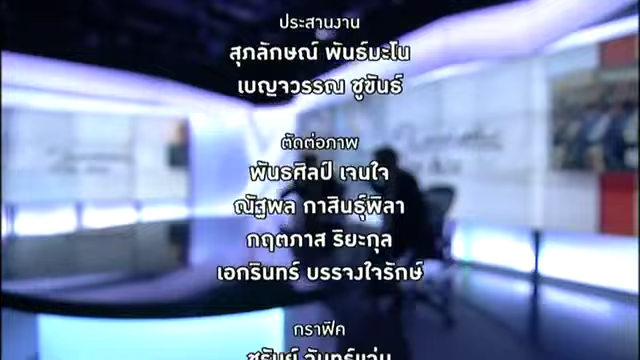 ประสานงาน
สุภลักษณ์ พันธ์มะโน
เบญจวรรณ ชูขันธ์
ตัดต่อภาพ
พันธศิลป์ เจนใจ
ณัฐพล กาสินธุ์พิลา
กฤตภาส ริยะกุล
เอกรินทร์ บรรจงใจรักษ์
กราฟิค